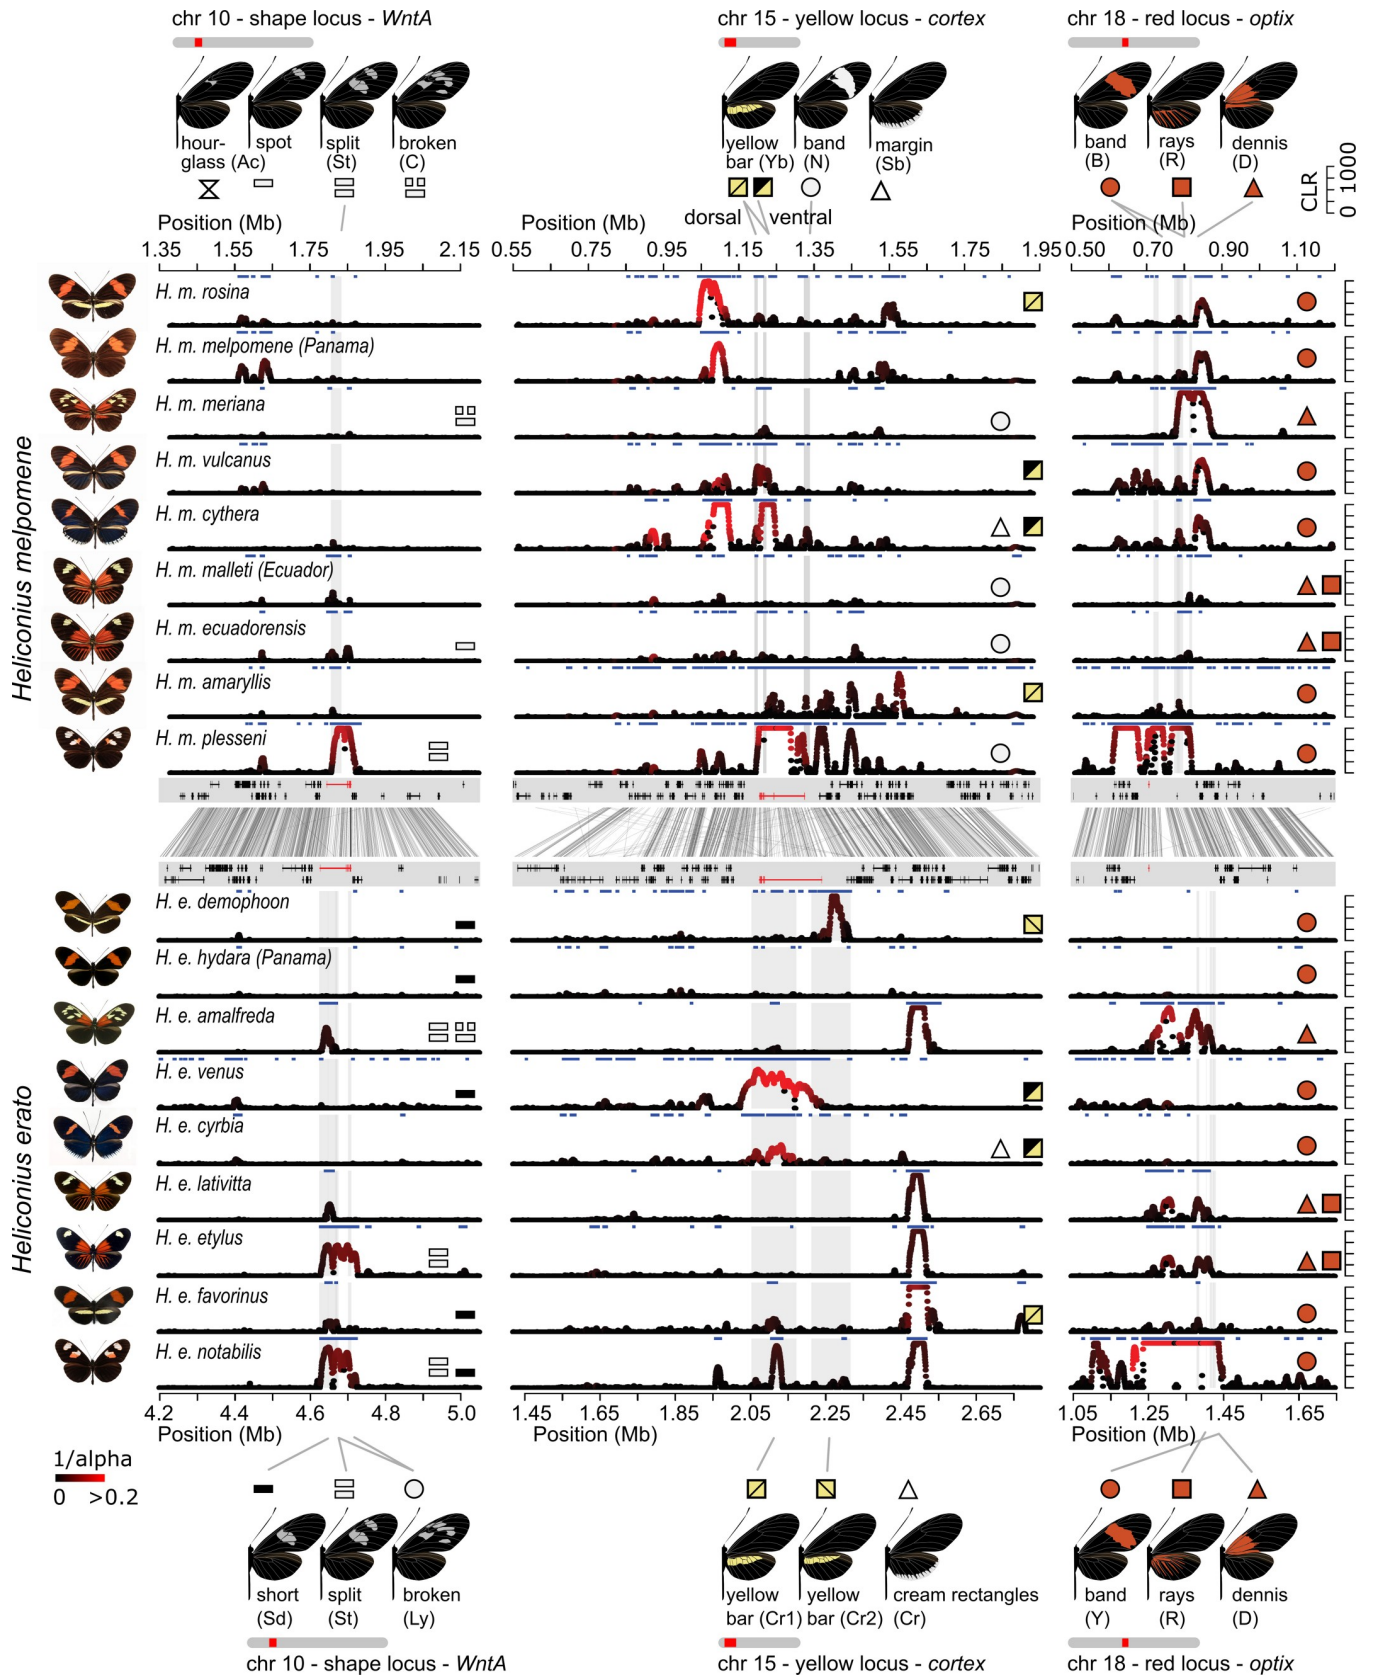 chr 10 - shape locus - WntA
chr 15 - yellow locus - cortex
chr 18 - red locus - optix
hour-
glass (Ac)
spot
split
(St)
broken
(C)
yellow
bar (Yb)
band
(N)
margin
(Sb)
band
(B)
rays
(R)
dennis
(D)
dorsal
ventral
CLR
0 1000
Position (Mb)
Position (Mb)
Position (Mb)
1.35 1.55 1.75 1.95 2.15
0.55 0.75 0.95 1.15 1.35 1.55 1.75 1.95
0.50 0.70 0.90 1.10
Heliconius melpomene
H. m. rosina
H. m. melpomene (Panama)
H. m. meriana
H. m. vulcanus
H. m. cythera
H. m. malleti (Ecuador)
H. m. ecuadorensis
H. m. amaryllis
H. m. plesseni
Heliconius erato
H. e. demophoon
H. e. hydara (Panama)
H. e. amalfreda
H. e. venus
H. e. cyrbia
H. e. lativitta
H. e. etylus
H. e. favorinus
H. e. notabilis
4.2 4.4 4.6 4.8 5.0
1.45 1.65 1.85 2.05 2.25 2.45 2.65
1.05 1.25 1.45 1.65
Position (Mb)
Position (Mb)
Position (Mb)
1/alpha
0 >0.2
short
(Sd)
split
(St)
broken
(Ly)
yellow
bar (Cr1)
yellow
bar (Cr2)
cream rectangles
(Cr)
band
(Y)
rays
(R)
dennis
(D)
chr 10 - shape locus - WntA
chr 15 - yellow locus - cortex
chr 18 - red locus - optix